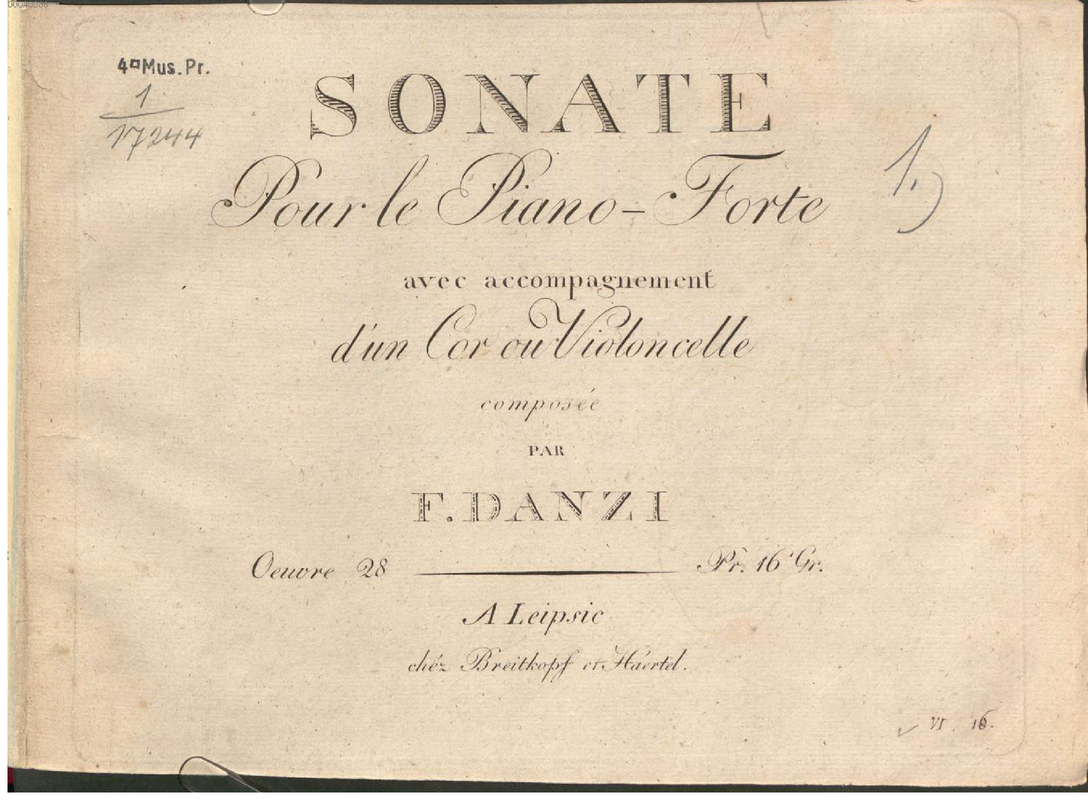 4° Mus. Pr.
1
17244
SONATE
1.)
Pour le Piano-Forte
avec accompagnement
d'un Cor ou Violoncelle
composée
PAR
F. DANZI
Oeuvre 28 Pr. 16 Gr.
A Leipsic
chéz Breitkopf et Härtel.
VI. 16.